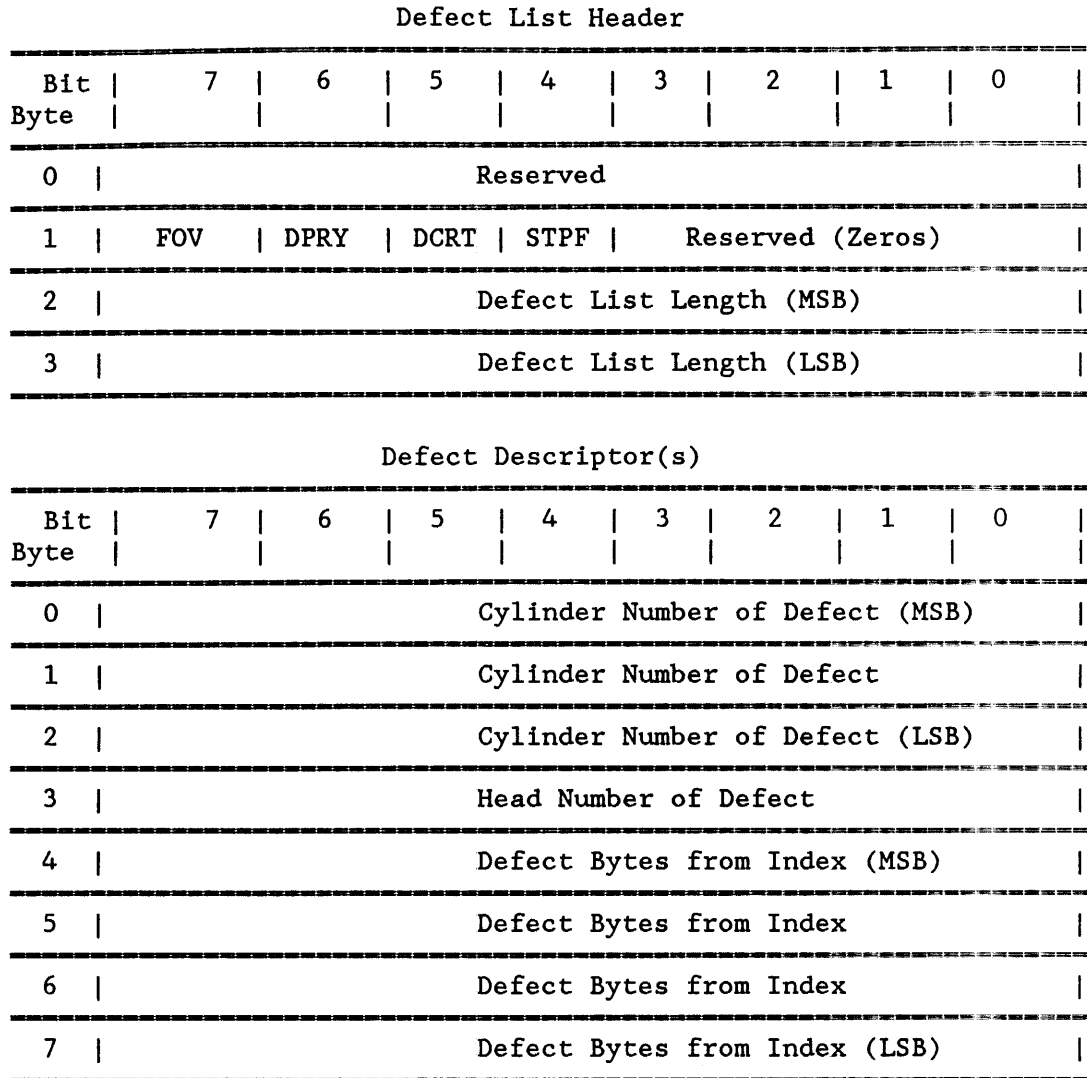 Defect List Header
Bit | 7 | 6 | 5 | 4 | 3 | 2 | 1 | 0 |
Byte | | | | | | | | |
0 | Reserved |
1 | FOV | DPRY | DCRT | STPF | Reserved (Zeros) |
2 | Defect List Length (MSB) |
3 | Defect List Length (LSB) |
Defect Descriptor(s)
Bit | 7 | 6 | 5 | 4 | 3 | 2 | 1 | 0 |
Byte | | | | | | | | |
0 | Cylinder Number of Defect (MSB) |
1 | Cylinder Number of Defect |
2 | Cylinder Number of Defect (LSB) |
3 | Head Number of Defect |
4 | Defect Bytes from Index (MSB) |
5 | Defect Bytes from Index |
6 | Defect Bytes from Index |
7 | Defect Bytes from Index (LSB) |